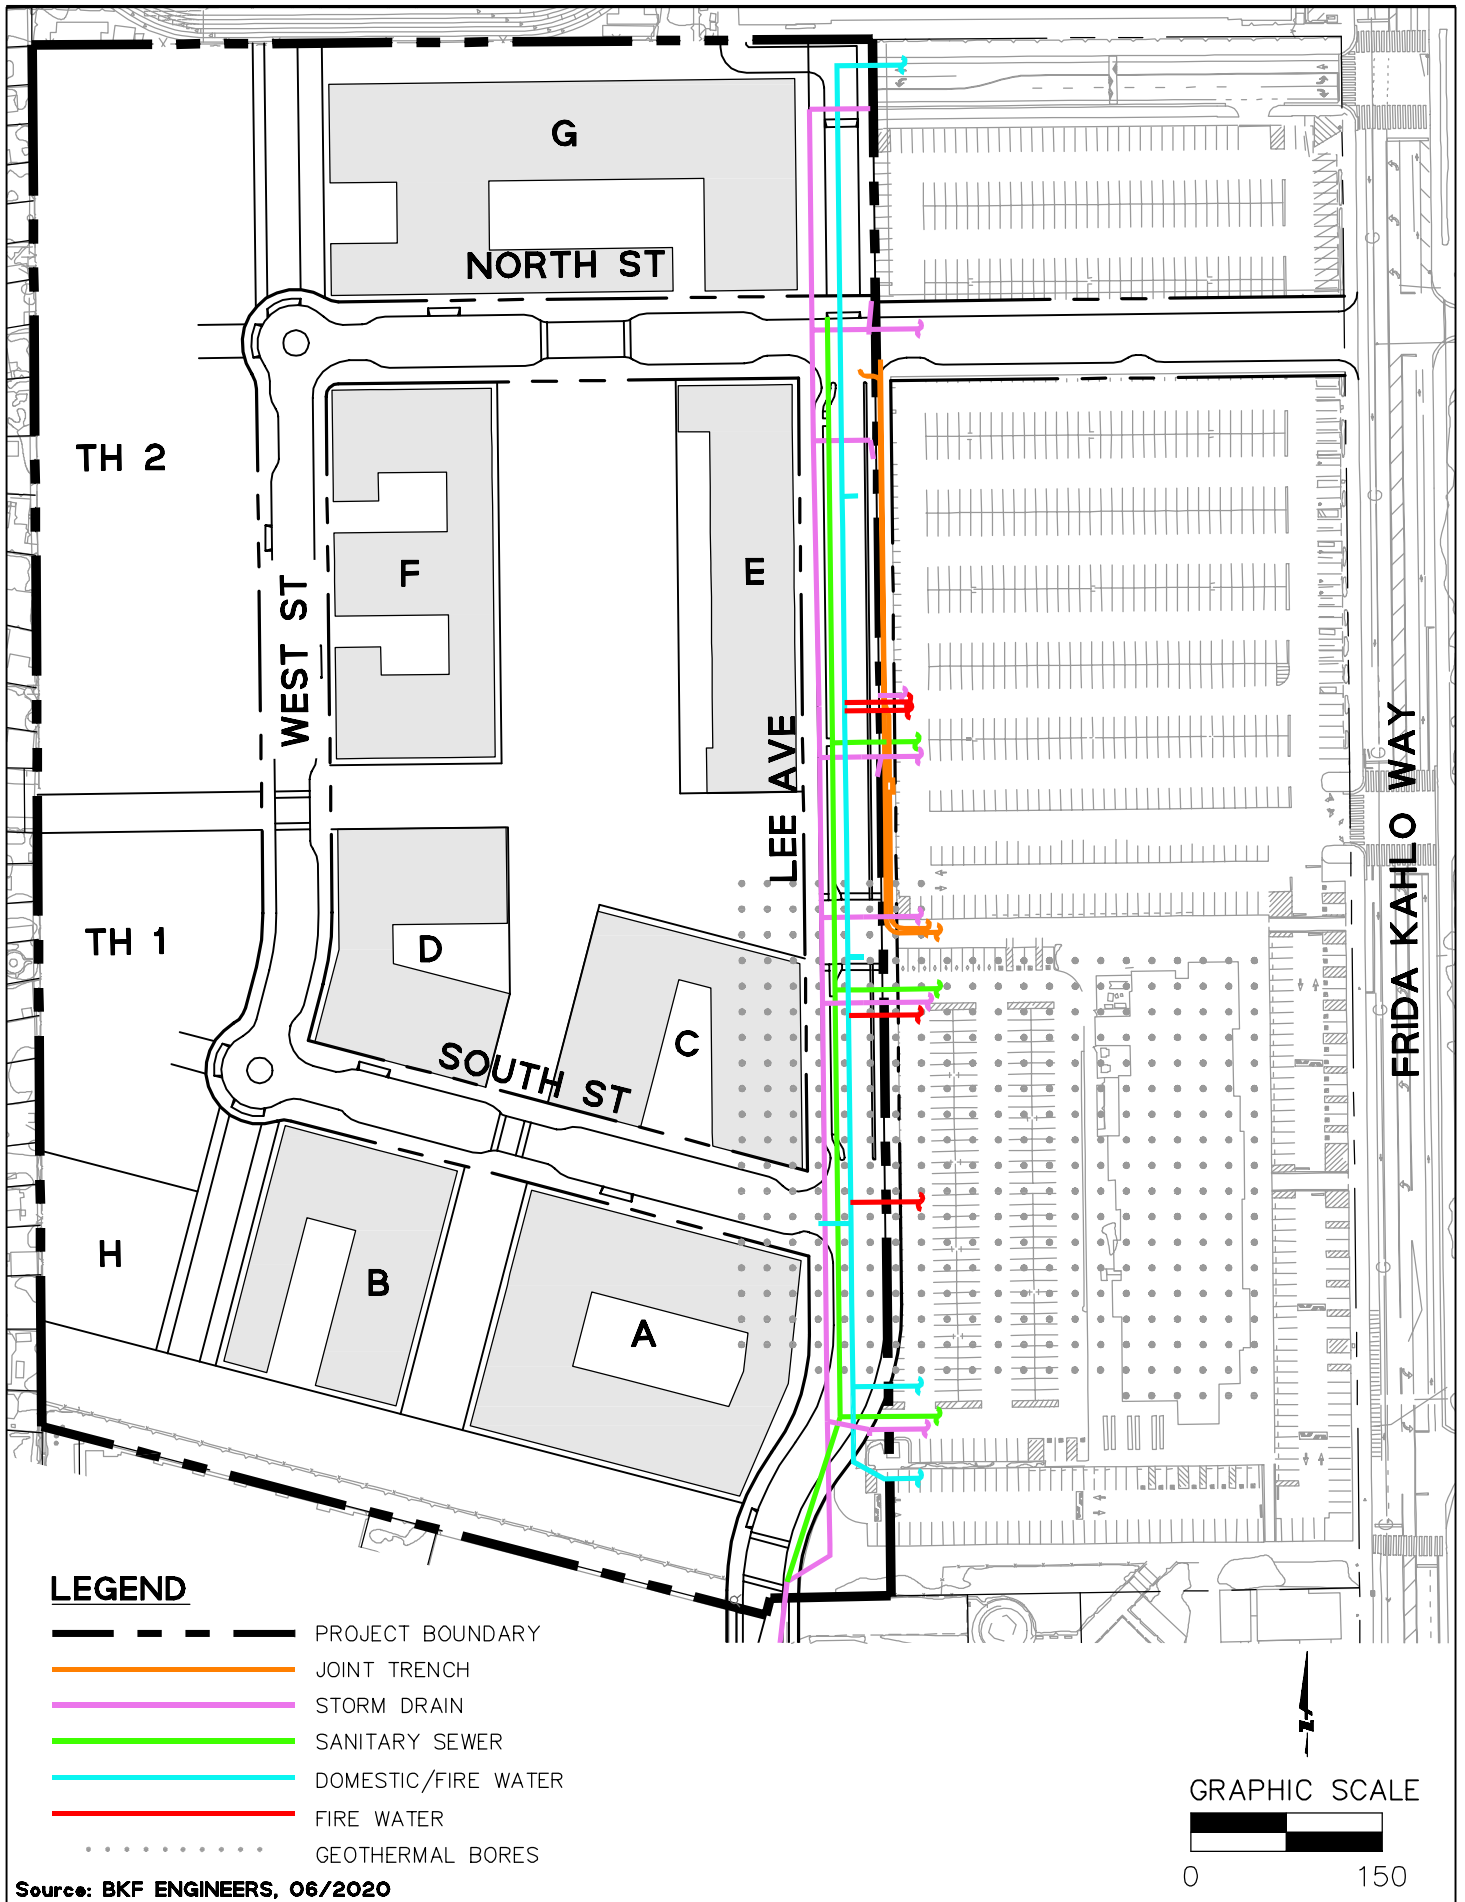 G
NORTH ST
TH 2
F
E
WEST ST
LEE AVE
FRIDA KAHLO WAY
TH 1
D
C
SOUTH ST
H
B
A
LEGEND
PROJECT BOUNDARY
JOINT TRENCH
STORM DRAIN
SANITARY SEWER
DOMESTIC/FIRE WATER
FIRE WATER
GEOTHERMAL BORES
GRAPHIC SCALE
0 150
Source: BKF ENGINEERS, 06/2020